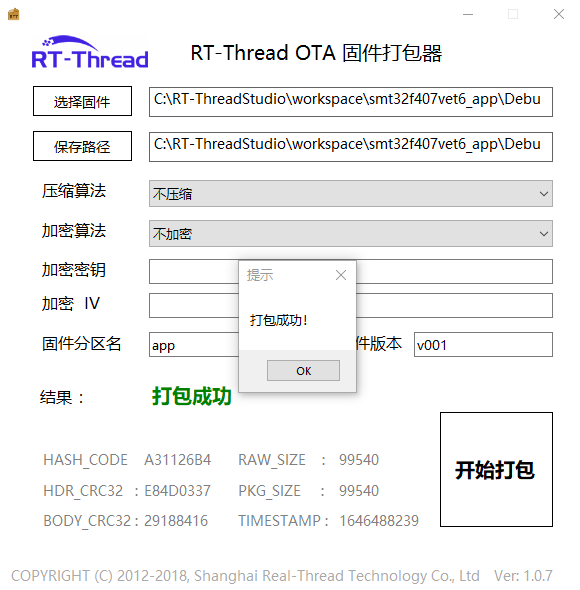 RT-Thread
RT-Thread OTA 固件打包器
选择固件 C:\RT-ThreadStudio\workspace\smt32f407vet6_app\Debu
保存路径 C:\RT-ThreadStudio\workspace\smt32f407vet6_app\Debu
压缩算法 不压缩
加密算法 不加密
加密密钥
加密 IV
固件分区名 app 件版本 v001
提示
打包成功!
OK
结果： 打包成功
HASH_CODE A31126B4 RAW_SIZE : 99540
HDR_CRC32 : E84D0337 PKG_SIZE : 99540
BODY_CRC32 : 29188416 TIMESTAMP : 1646488239
开始打包
COPYRIGHT (C) 2012-2018, Shanghai Real-Thread Technology Co., Ltd Ver: 1.0.7